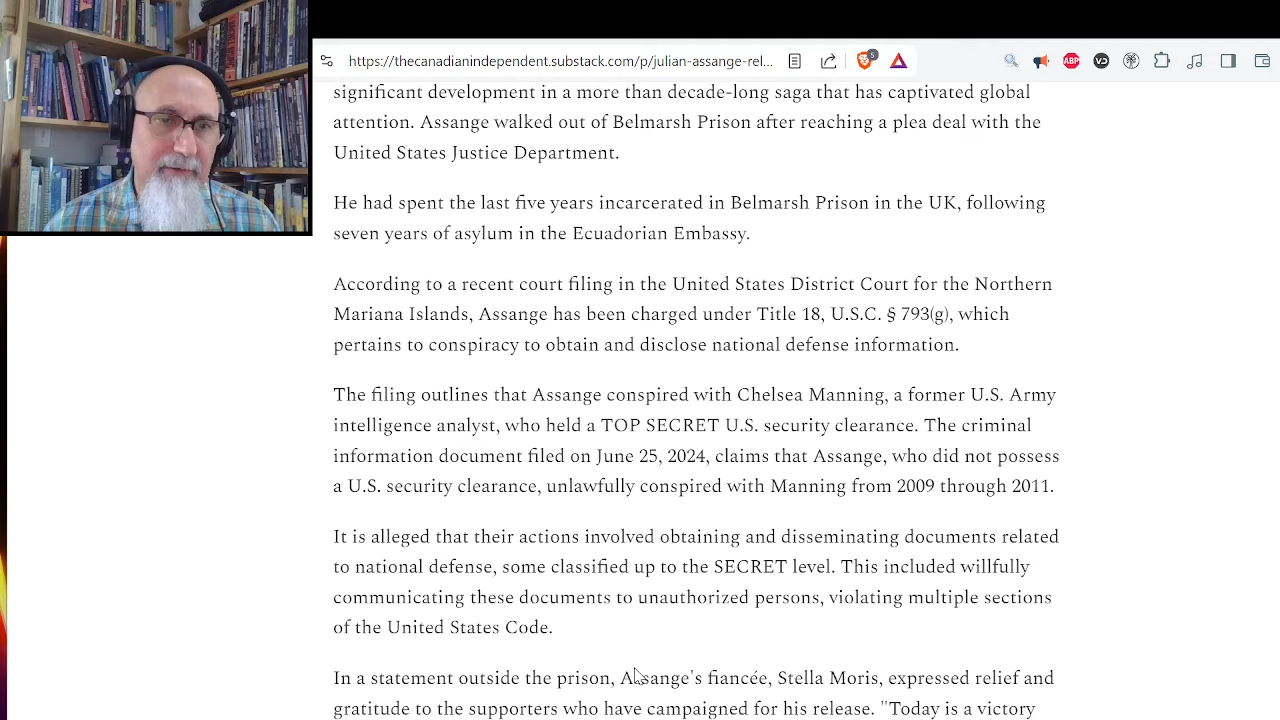 https://thecanadianindependent.substack.com/p/julian-assange-rel...
5
ABP
VD
significant development in a more than decade-long saga that has captivated global
attention. Assange walked out of Belmarsh Prison after reaching a plea deal with the
United States Justice Department.
He had spent the last five years incarcerated in Belmarsh Prison in the UK, following
seven years of asylum in the Ecuadorian Embassy.
According to a recent court filing in the United States District Court for the Northern
Mariana Islands, Assange has been charged under Title 18, U.S.C. § 793(g), which
pertains to conspiracy to obtain and disclose national defense information.
The filing outlines that Assange conspired with Chelsea Manning, a former U.S. Army
intelligence analyst, who held a TOP SECRET U.S. security clearance. The criminal
information document filed on June 25, 2024, claims that Assange, who did not possess
a U.S. security clearance, unlawfully conspired with Manning from 2009 through 2011.
It is alleged that their actions involved obtaining and disseminating documents related
to national defense, some classified up to the SECRET level. This included willfully
communicating these documents to unauthorized persons, violating multiple sections
of the United States Code.
In a statement outside the prison, Assange's fiancée, Stella Moris, expressed relief and
gratitude to the supporters who have campaigned for his release. "Today is a victory